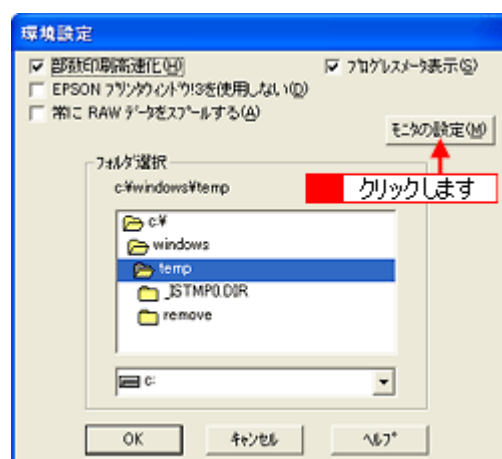 環境設定
部数印刷高速化(H)
プログレスメータ表示(S)
EPSON プリンタウィンドウ!3を使用しない(D)
常に RAW データをスプールする(A)
モニタの設定(M)
フォルダ選択
c:¥windows¥temp
クリックします
c:¥
windows
temp
_ISTMP0.DIR
remove
c:
OK
キャンセル
ヘルプ